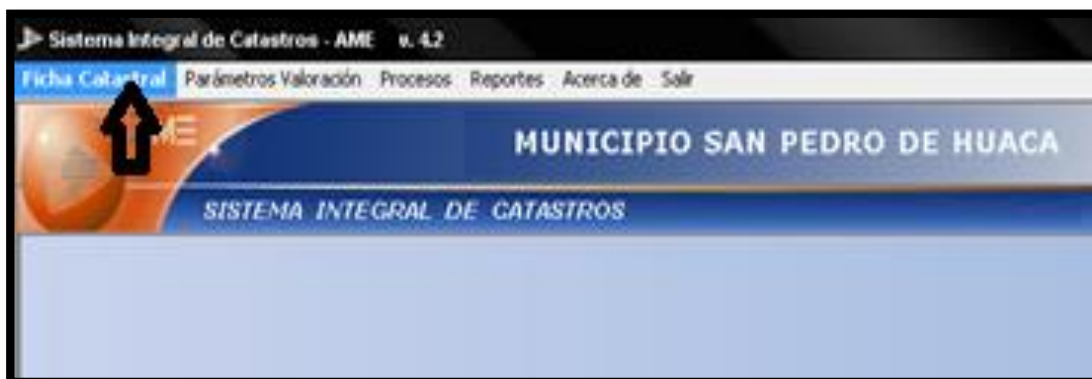 Sistema Integral de Catastros - AME v. 4.2
Ficha Catastral Parámetros Valoración Procesos Reportes Acerca de Salir
AME
MUNICIPIO SAN PEDRO DE HUACA
SISTEMA INTEGRAL DE CATASTROS